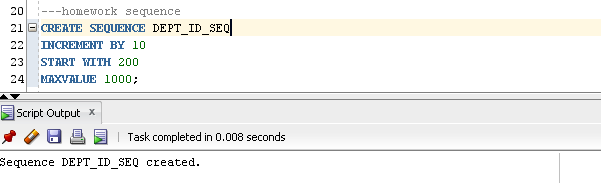 20 ---homework sequence
21 CREATE SEQUENCE DEPT_ID_SEQ
22 INCREMENT BY 10
23 START WITH 200
24 MAXVALUE 1000;
Script Output x
Task completed in 0.008 seconds
Sequence DEPT_ID_SEQ created.